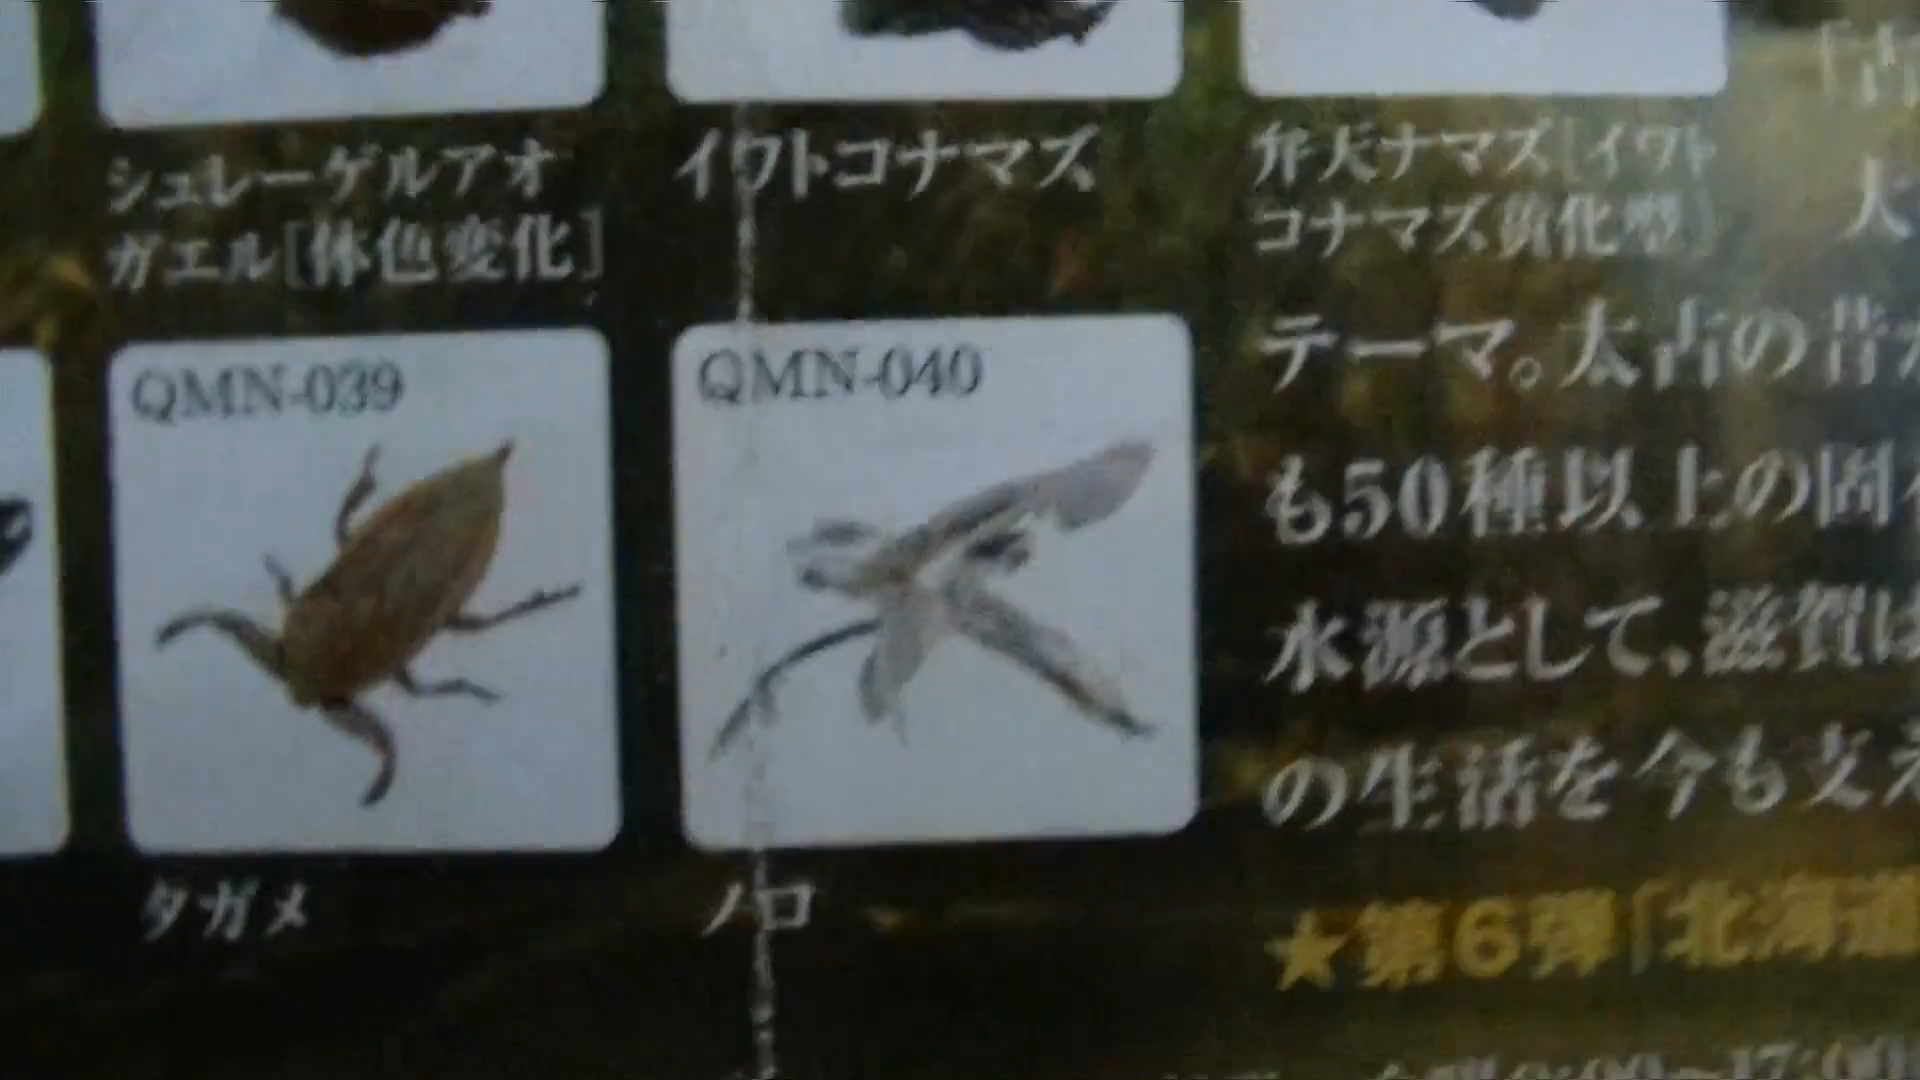 シュレーゲルアオ
ガエル[体色変化]
イワトコナマズ
弁天ナマズ[イワト
コナマズ黄化型]
QMN-039
タガメ
QMN-040
ノロ
テーマ。太古の昔
も50種以上の固
水源として、滋賀は
の生活を今も支え
★第6弾「北海道